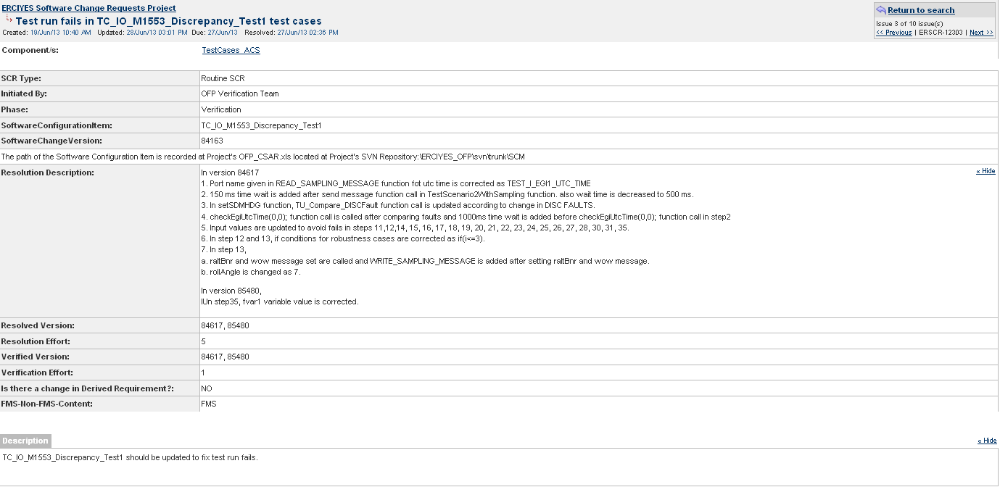 ERCIYES Software Change Requests Project
Test run fails in TC_IO_M1553_Discrepancy_Test1 test cases
Created: 19/Jun/13 10:40 AM Updated: 28/Jun/13 03:01 PM Due: 27/Jun/13 Resolved: 27/Jun/13 02:36 PM
Return to search
Issue 3 of 10 issue(s)
<< Previous | ERSCR-12303 | Next >>
Component/s: TestCases_ACS
SCR Type: Routine SCR
Initiated By: OFP Verification Team
Phase: Verification
SoftwareConfigurationItem: TC_IO_M1553_Discrepancy_Test1
SoftwareChangeVersion: 84163
The path of the Software Configuration Item is recorded at Project's OFP_CSAR.xls located at Project's SVN Repository:\ERCIYES_OFP\svn\trunk\SCM
Resolution Description: In version 84617 « Hide
1. Port name given in READ_SAMPLING_MESSAGE function fot utc time is corrected as TEST_I_EGI1_UTC_TIME
2. 150 ms time wait is added after send message function call in TestScenario2WithSampling function. also wait time is decreased to 500 ms.
3. In setSDMHDG function, TU_Compare_DISCFault function call is updated according to change in DISC FAULTS.
4. checkEgiUtcTime(0,0); function call is called after comparing faults and 1000ms time wait is added before checkEgiUtcTime(0,0); function call in step2
5. Input values are updated to avoid fails in steps 11,12,14, 15, 16, 17, 18, 19, 20, 21, 22, 23, 24, 25, 26, 27, 28, 30, 31, 35.
6. In step 12 and 13, if conditions for robustness cases are corrected as if(i<=3).
7. In step 13,
a. raltBnr and wow message set are called and WRITE_SAMPLING_MESSAGE is added after setting raltBnr and wow message.
b. rollAngle is changed as 7.
In version 85480,
IUn step35, fvar1 variable value is corrected.
Resolved Version: 84617, 85480
Resolution Effort: 5
Verified Version: 84617, 85480
Verification Effort: 1
Is there a change in Derived Requirement?: NO
FMS-Non-FMS-Content: FMS
Description « Hide
TC_IO_M1553_Discrepancy_Test1 should be updated to fix test run fails.